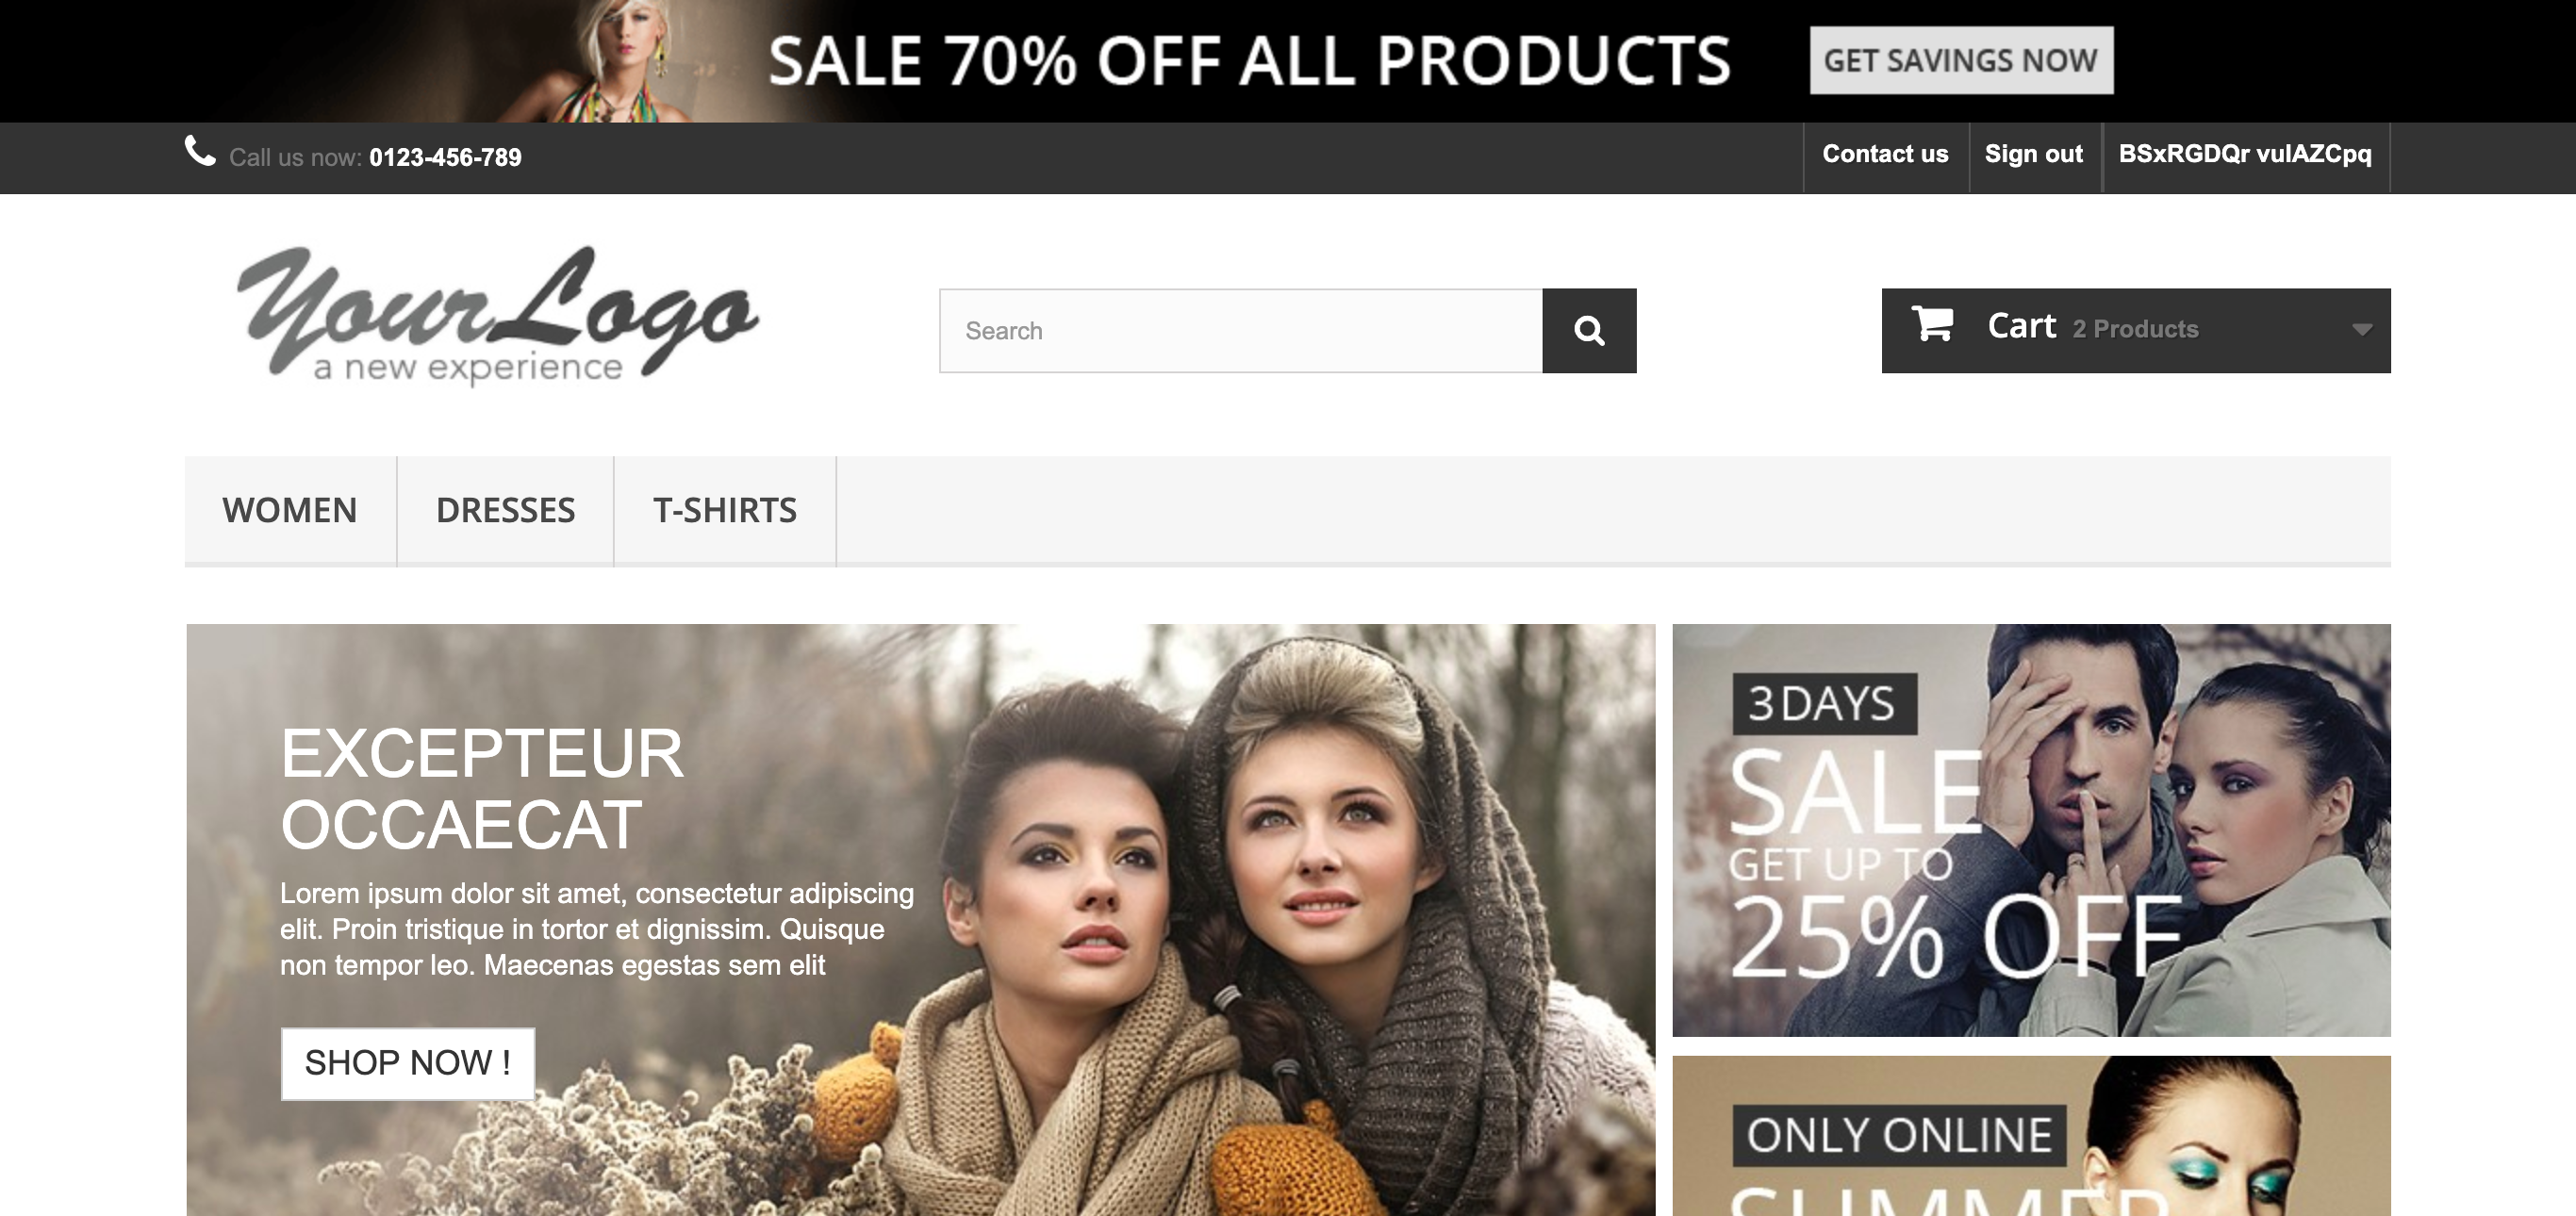 SALE 70% OFF ALL PRODUCTS
GET SAVINGS NOW
Call us now: 0123-456-789
Contact us
Sign out
BSxRGDQr vulAZCpq
YourLogo
a new experience
Search
Cart 2 Products
WOMEN
DRESSES
T-SHIRTS
EXCEPTEUR
OCCAECAT
Lorem ipsum dolor sit amet, consectetur adipiscing
elit. Proin tristique in tortor et dignissim. Quisque
non tempor leo. Maecenas egestas sem elit
SHOP NOW !
3 DAYS
SALE
GET UP TO
25% OFF
ONLY ONLINE
SUMMER